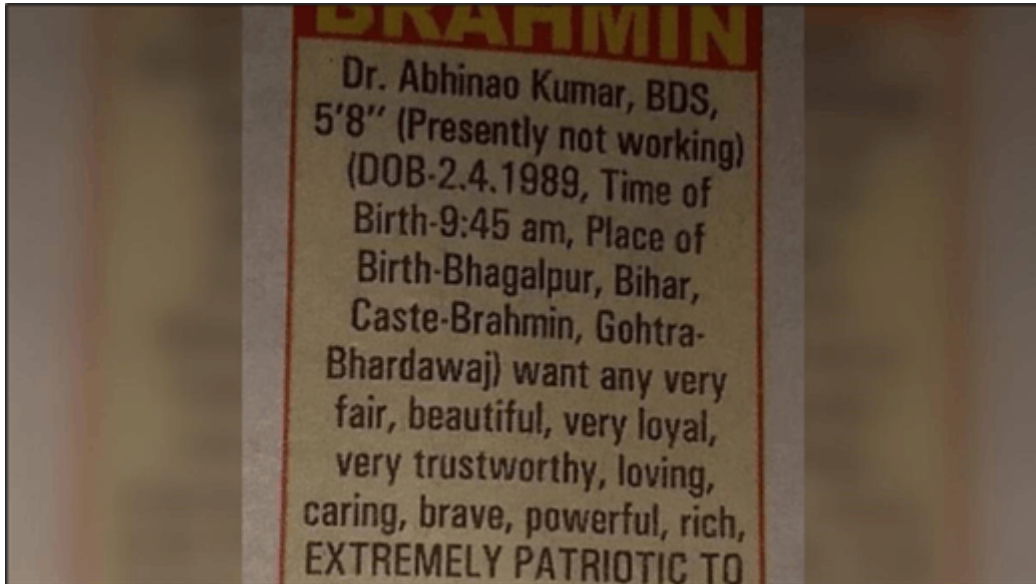 BRAHMIN
Dr. Abhinao Kumar, BDS,
5'8" (Presently not working)
(DOB-2.4.1989, Time of
Birth-9:45 am, Place of
Birth-Bhagalpur, Bihar,
Caste-Brahmin, Gohtra-
Bhardawaj) want any very
fair, beautiful, very loyal,
very trustworthy, loving,
caring, brave, powerful, rich,
EXTREMELY PATRIOTIC TO